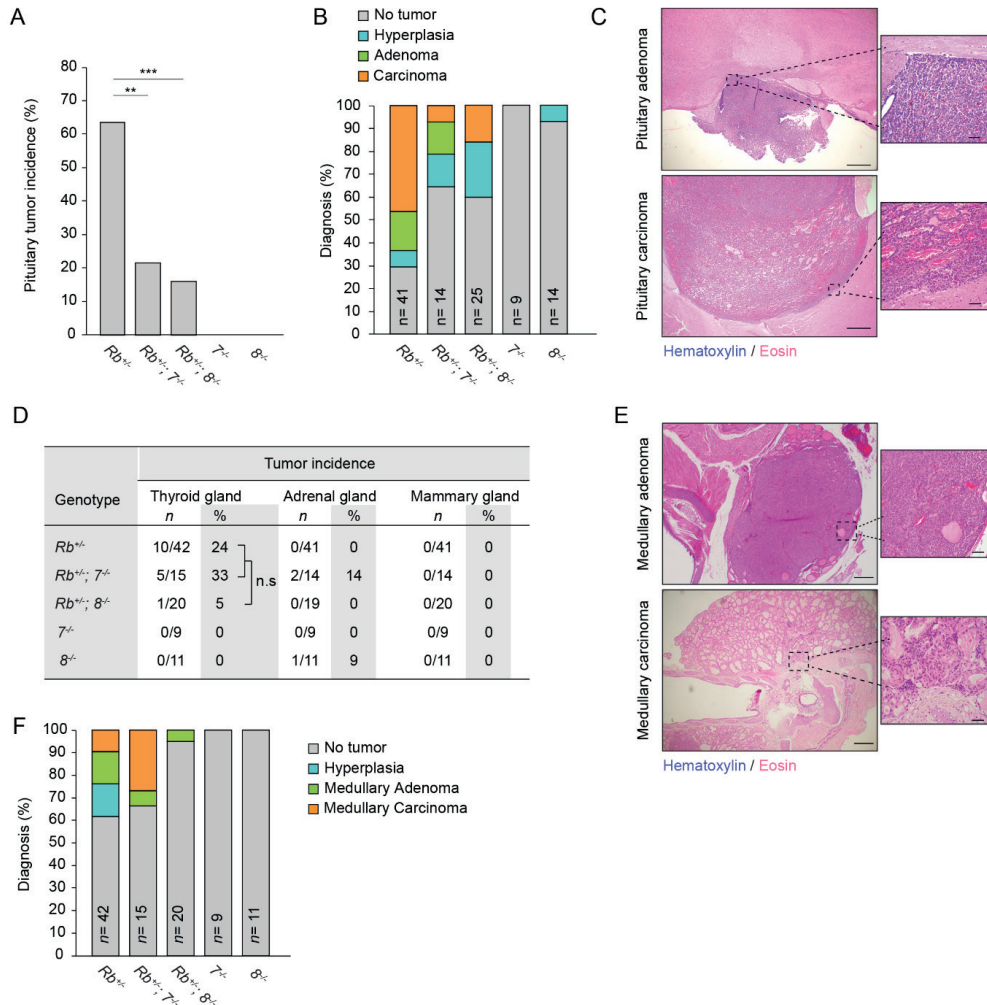 A
Pituitary tumor incidence (%)
80
70
60
50
40
30
20
10
0
***
**
Rb+/-
Rb+/-; 7-/-
Rb+/-; 8-/-
7-/-
8-/-
B
No tumor
Hyperplasia
Adenoma
Carcinoma
Diagnosis (%)
100
90
80
70
60
50
40
30
20
10
0
n= 41
n= 14
n= 25
n= 9
n= 14
Rb+/-
Rb+/-; 7-/-
Rb+/-; 8-/-
7-/-
8-/-
C
Pituitary adenoma
Pituitary carcinoma
Hematoxylin / Eosin
D
Tumor incidence
Genotype Thyroid gland Adrenal gland Mammary gland
n % n % n %
Rb+/- 10/42 24 0/41 0 0/41 0
Rb+/-; 7-/- 5/15 33 2/14 14 0/14 0
n.s
Rb+/-; 8-/- 1/20 5 0/19 0 0/20 0
7-/- 0/9 0 0/9 0 0/9 0
8-/- 0/11 0 1/11 9 0/11 0
E
Medullary adenoma
Medullary carcinoma
Hematoxylin / Eosin
F
Diagnosis (%)
100
90
80
70
60
50
40
30
20
10
0
n= 42
n= 15
n= 20
n= 9
n= 11
Rb+/-
Rb+/-; 7-/-
Rb+/-; 8-/-
7-/-
8-/-
No tumor
Hyperplasia
Medullary Adenoma
Medullary Carcinoma